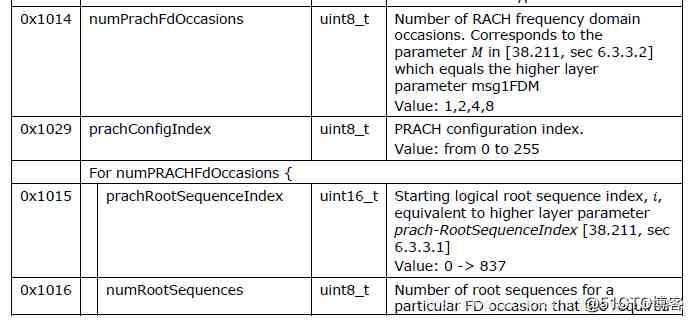 0x1014 numPrachFdOccasions uint8_t Number of RACH frequency domain
occasions. Corresponds to the
parameter M in [38.211, sec 6.3.3.2]
which equals the higher layer
parameter msg1FDM
Value: 1,2,4,8
0x1029 prachConfigIndex uint8_t PRACH configuration index.
Value: from 0 to 255
For numPRACHFdOccasions {
0x1015 prachRootSequenceIndex uint16_t Starting logical root sequence index, i,
equivalent to higher layer parameter
prach-RootSequenceIndex [38.211, sec
6.3.3.1]
Value: 0 -> 837
0x1016 numRootSequences uint8_t Number of root sequences for a
particular FD occasion that
@51CTO博客